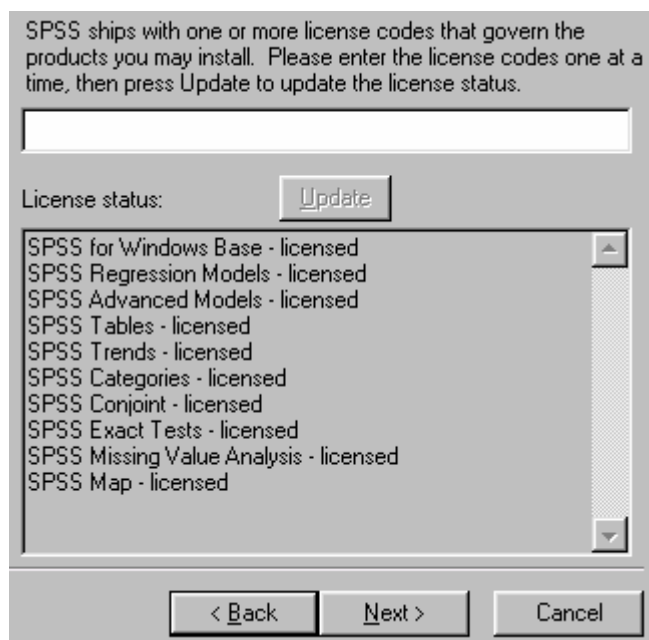 SPSS ships with one or more license codes that govern the
products you may install.  Please enter the license codes one at a
time, then press Update to update the license status.
License status:
Update
SPSS for Windows Base - licensed
SPSS Regression Models - licensed
SPSS Advanced Models - licensed
SPSS Tables - licensed
SPSS Trends - licensed
SPSS Categories - licensed
SPSS Conjoint - licensed
SPSS Exact Tests - licensed
SPSS Missing Value Analysis - licensed
SPSS Map - licensed
< Back
Next >
Cancel